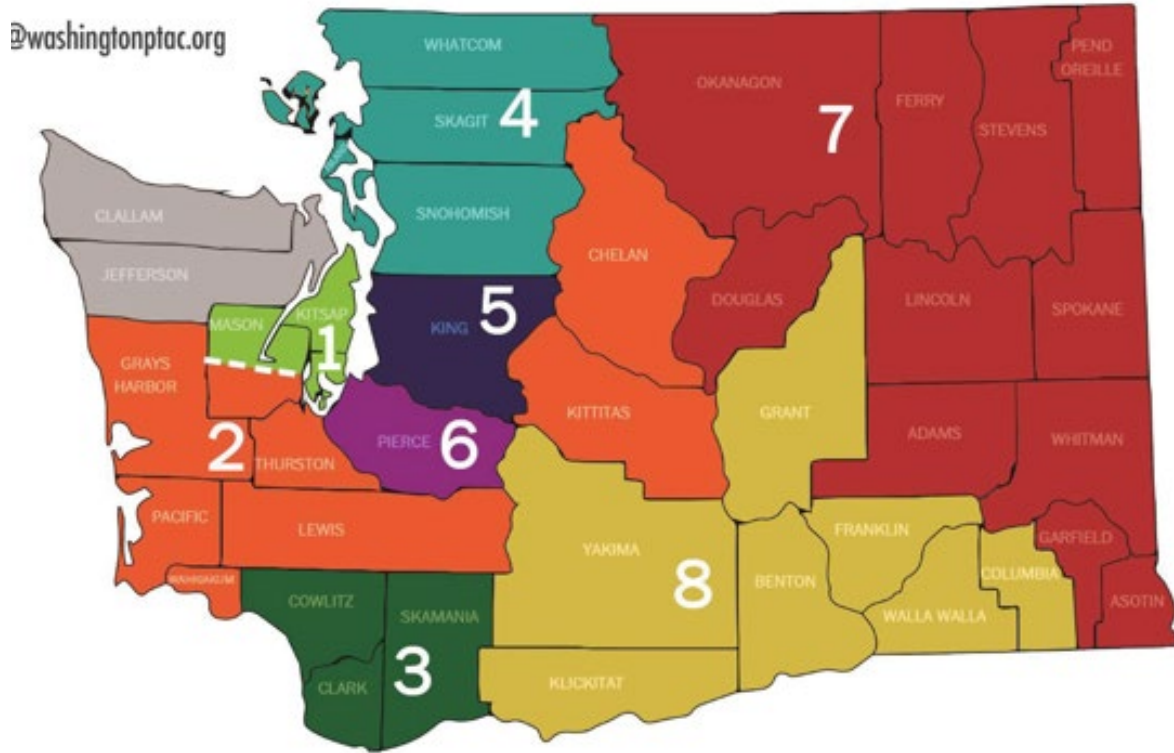 @washingtonptac.org
WHATCOM
SKAGIT
4
SNOHOMISH
OKANAGON
7
FERRY
STEVENS
PEND
OREILLE
CLALLAM
JEFFERSON
CHELAN
DOUGLAS
LINCOLN
SPOKANE
MASON
KITSAP
1
KING
5
GRAYS
HARBOR
2
THURSTON
PIERCE
6
KITTITAS
GRANT
ADAMS
WHITMAN
PACIFIC
LEWIS
WAHKIAKUM
YAKIMA
8
BENTON
FRANKLIN
WALLA WALLA
COLUMBIA
GARFIELD
ASOTIN
COWLITZ
SKAMANIA
3
CLARK
KLICKITAT